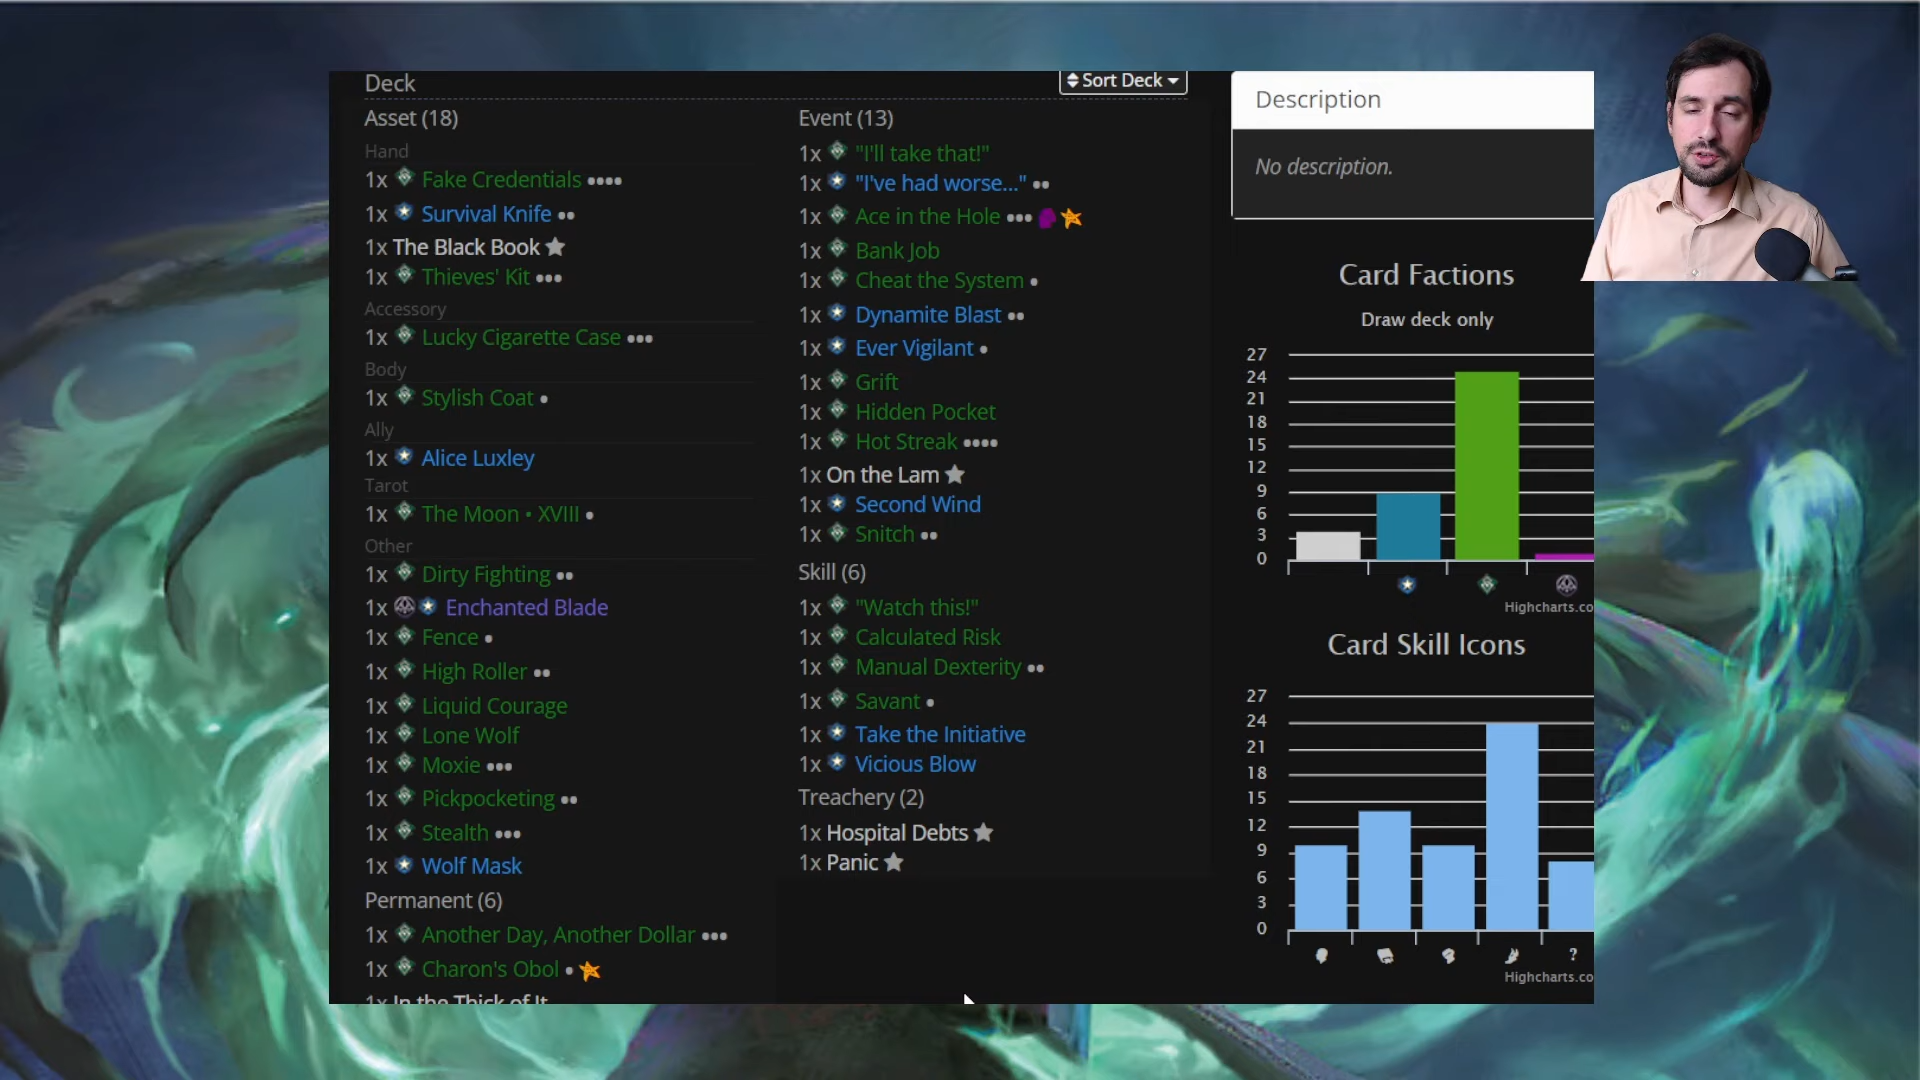 Deck
Sort Deck
Asset (18)
Hand
1x Fake Credentials ••••
1x Survival Knife ••
1x The Black Book
1x Thieves' Kit •••
Accessory
1x Lucky Cigarette Case •••
Body
1x Stylish Coat •
Ally
1x Alice Luxley
Tarot
1x The Moon • XVIII •
Other
1x Dirty Fighting ••
1x Enchanted Blade
1x Fence •
1x High Roller ••
1x Liquid Courage
1x Lone Wolf
1x Moxie •••
1x Pickpocketing ••
1x Stealth •••
1x Wolf Mask
Permanent (6)
1x Another Day, Another Dollar •••
1x Charon's Obol •
1x In the Thick of It
Event (13)
1x "I'll take that!"
1x "I've had worse..." ••
1x Ace in the Hole •••
1x Bank Job
1x Cheat the System •
1x Dynamite Blast ••
1x Ever Vigilant •
1x Grift
1x Hidden Pocket
1x Hot Streak ••••
1x On the Lam
1x Second Wind
1x Snitch ••
Skill (6)
1x "Watch this!"
1x Calculated Risk
1x Manual Dexterity ••
1x Savant •
1x Take the Initiative
1x Vicious Blow
Treachery (2)
1x Hospital Debts
1x Panic
Description
No description.
Card Factions
Draw deck only
27
24
21
18
15
12
9
6
3
0
Highcharts.co
Card Skill Icons
27
24
21
18
15
12
9
6
3
0
?
Highcharts.co